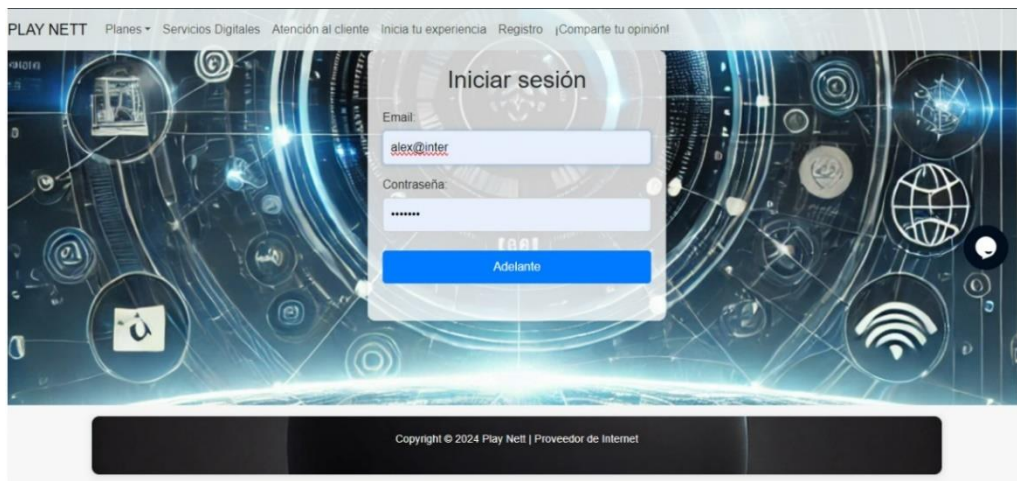 PLAY NETT Planes Servicios Digitales Atención al cliente Inicia tu experiencia Registro ¡Comparte tu opinión!
Iniciar sesión
Email:
alex@inter
Contraseña:
•••••••
Adelante
Copyright © 2024 Play Nett | Proveedor de Internet